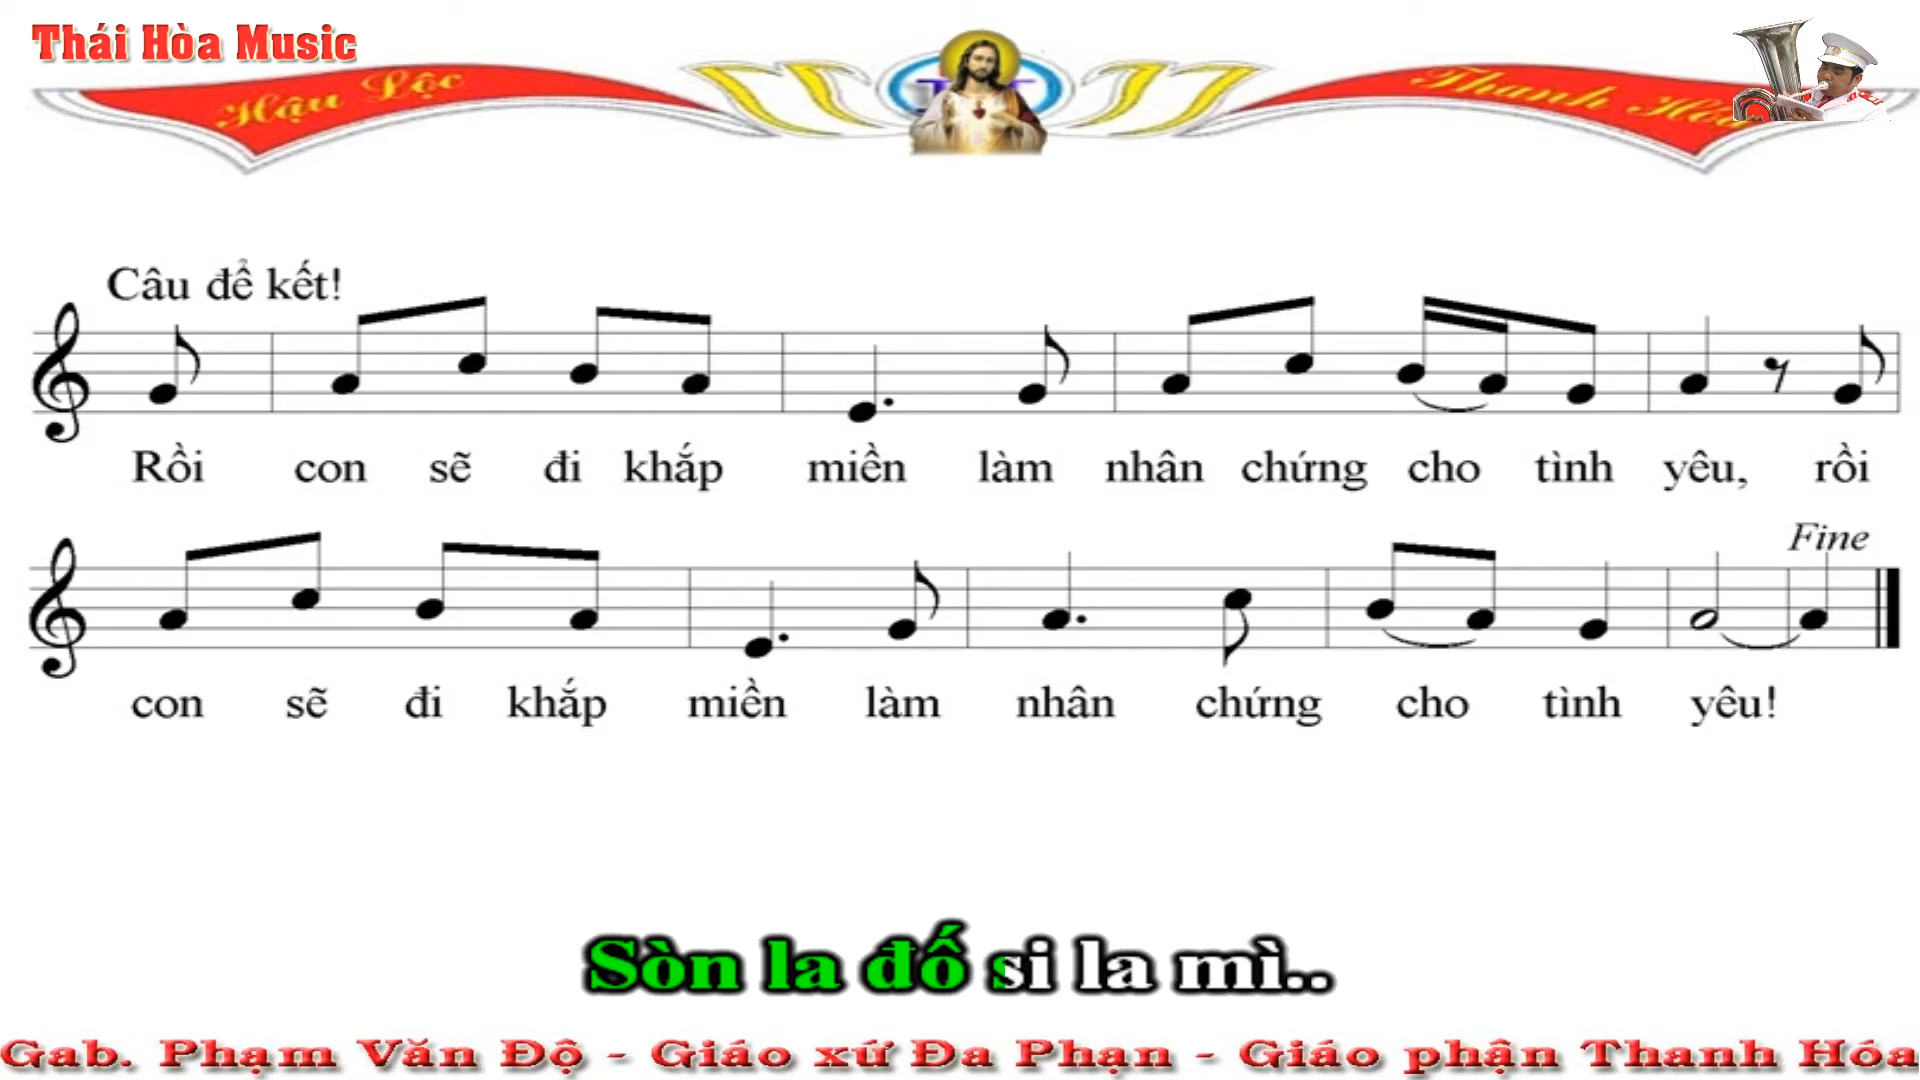 Thái Hòa Music
Hậu Lộc
Thanh Hóa
Câu để kết!
Rồi con sẽ đi khắp miền làm nhân chứng cho tình yêu, rồi
Fine
con sẽ đi khắp miền làm nhân chứng cho tình yêu!
Sòn la đố si la mì..
Gab. Phạm Văn Độ - Giáo xứ Đa Phạn - Giáo phận Thanh Hóa